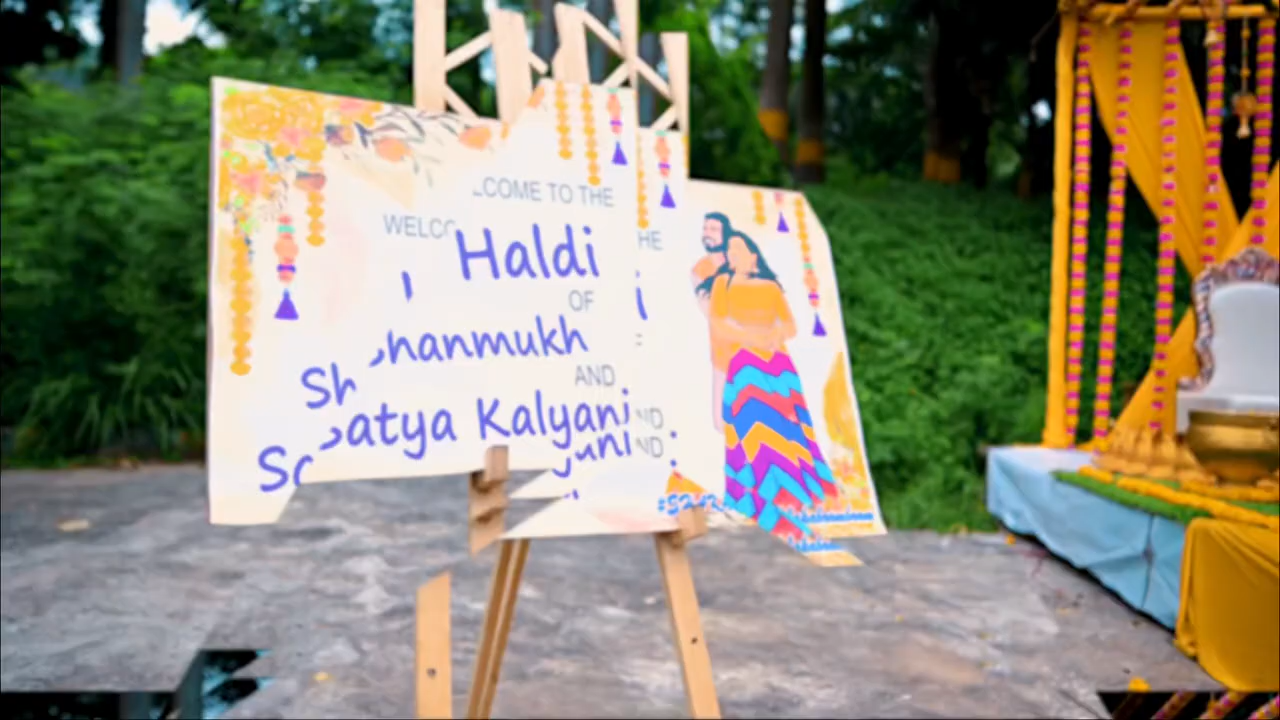 WELCOME TO THE
Haldi
OF
Shanmukh
AND
Satya Kalyani